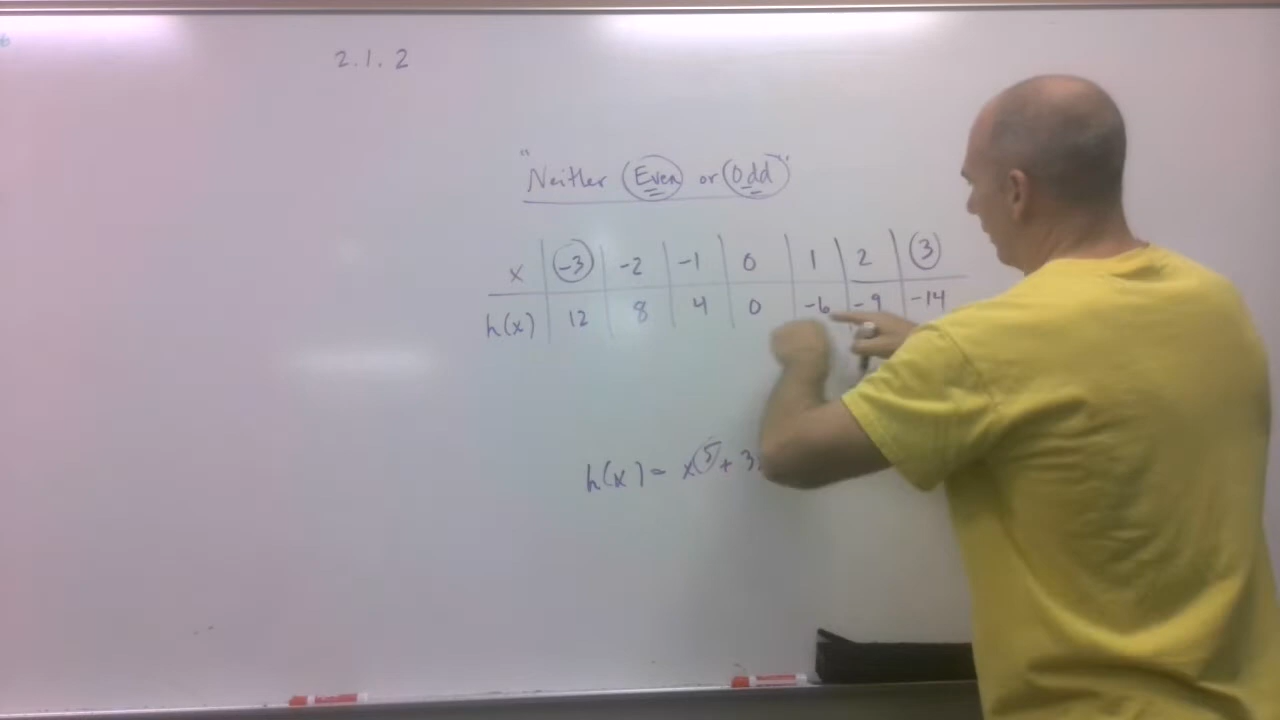 2.1.2
"Neither Even or Odd"
x -3 -2 -1 0 1 2 3
h(x) 12 8 4 0 -6 -9 -14
h(x) = x⁵ + 3